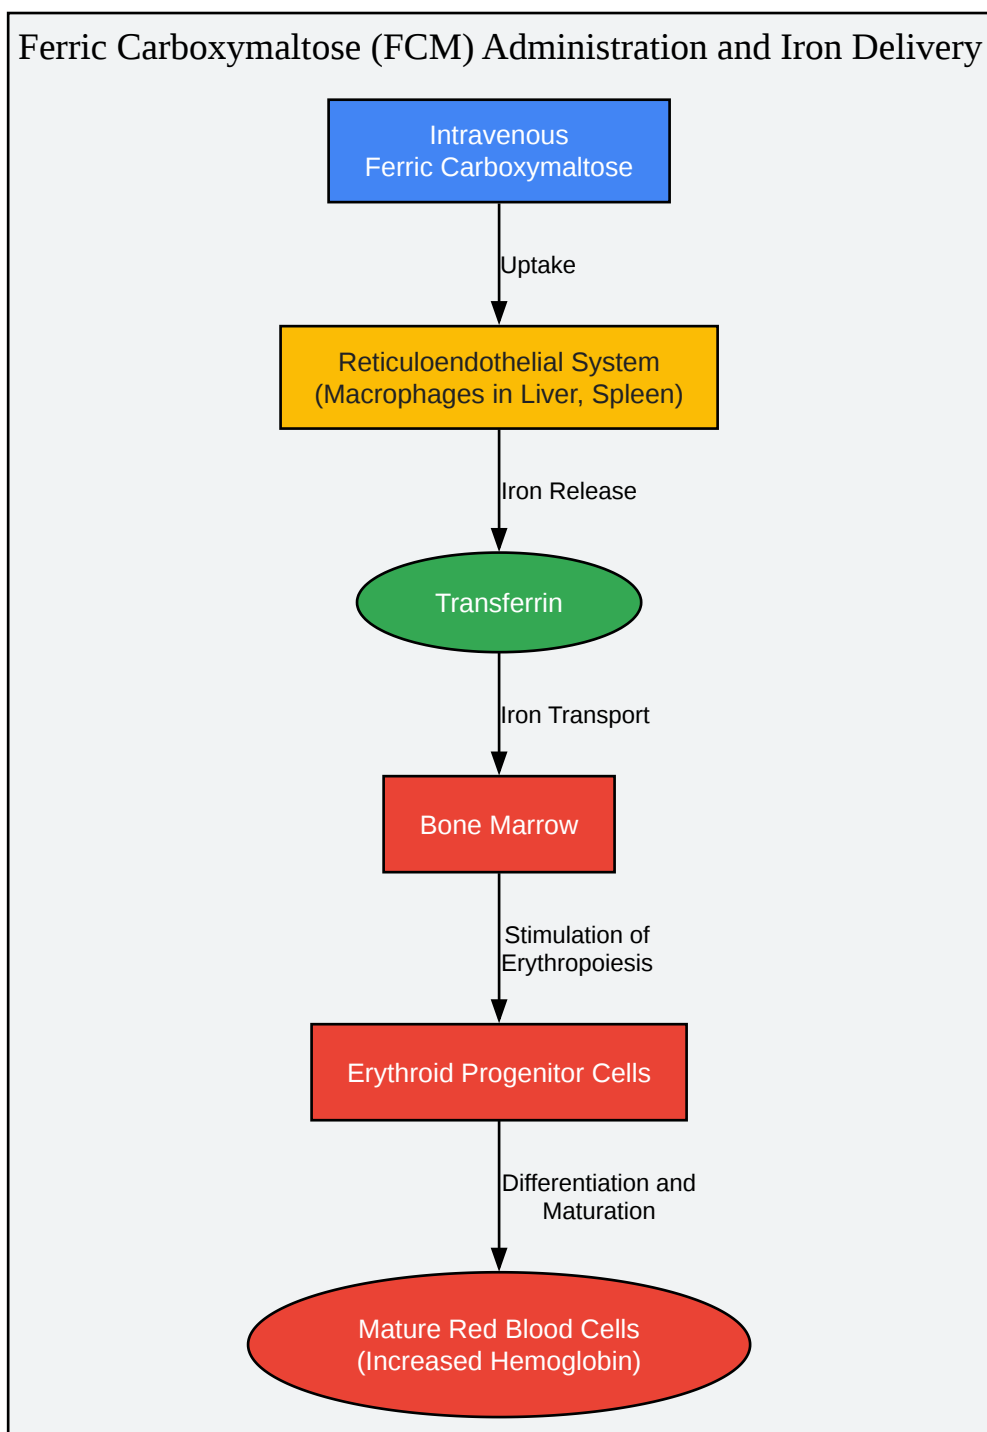 Ferric Carboxymaltose (FCM) Administration and Iron Delivery
Intravenous
Ferric Carboxymaltose
Uptake
Reticuloendothelial System
(Macrophages in Liver, Spleen)
Iron Release
Transferrin
Iron Transport
Bone Marrow
Stimulation of
Erythropoiesis
Erythroid Progenitor Cells
Differentiation and
Maturation
Mature Red Blood Cells
(Increased Hemoglobin)